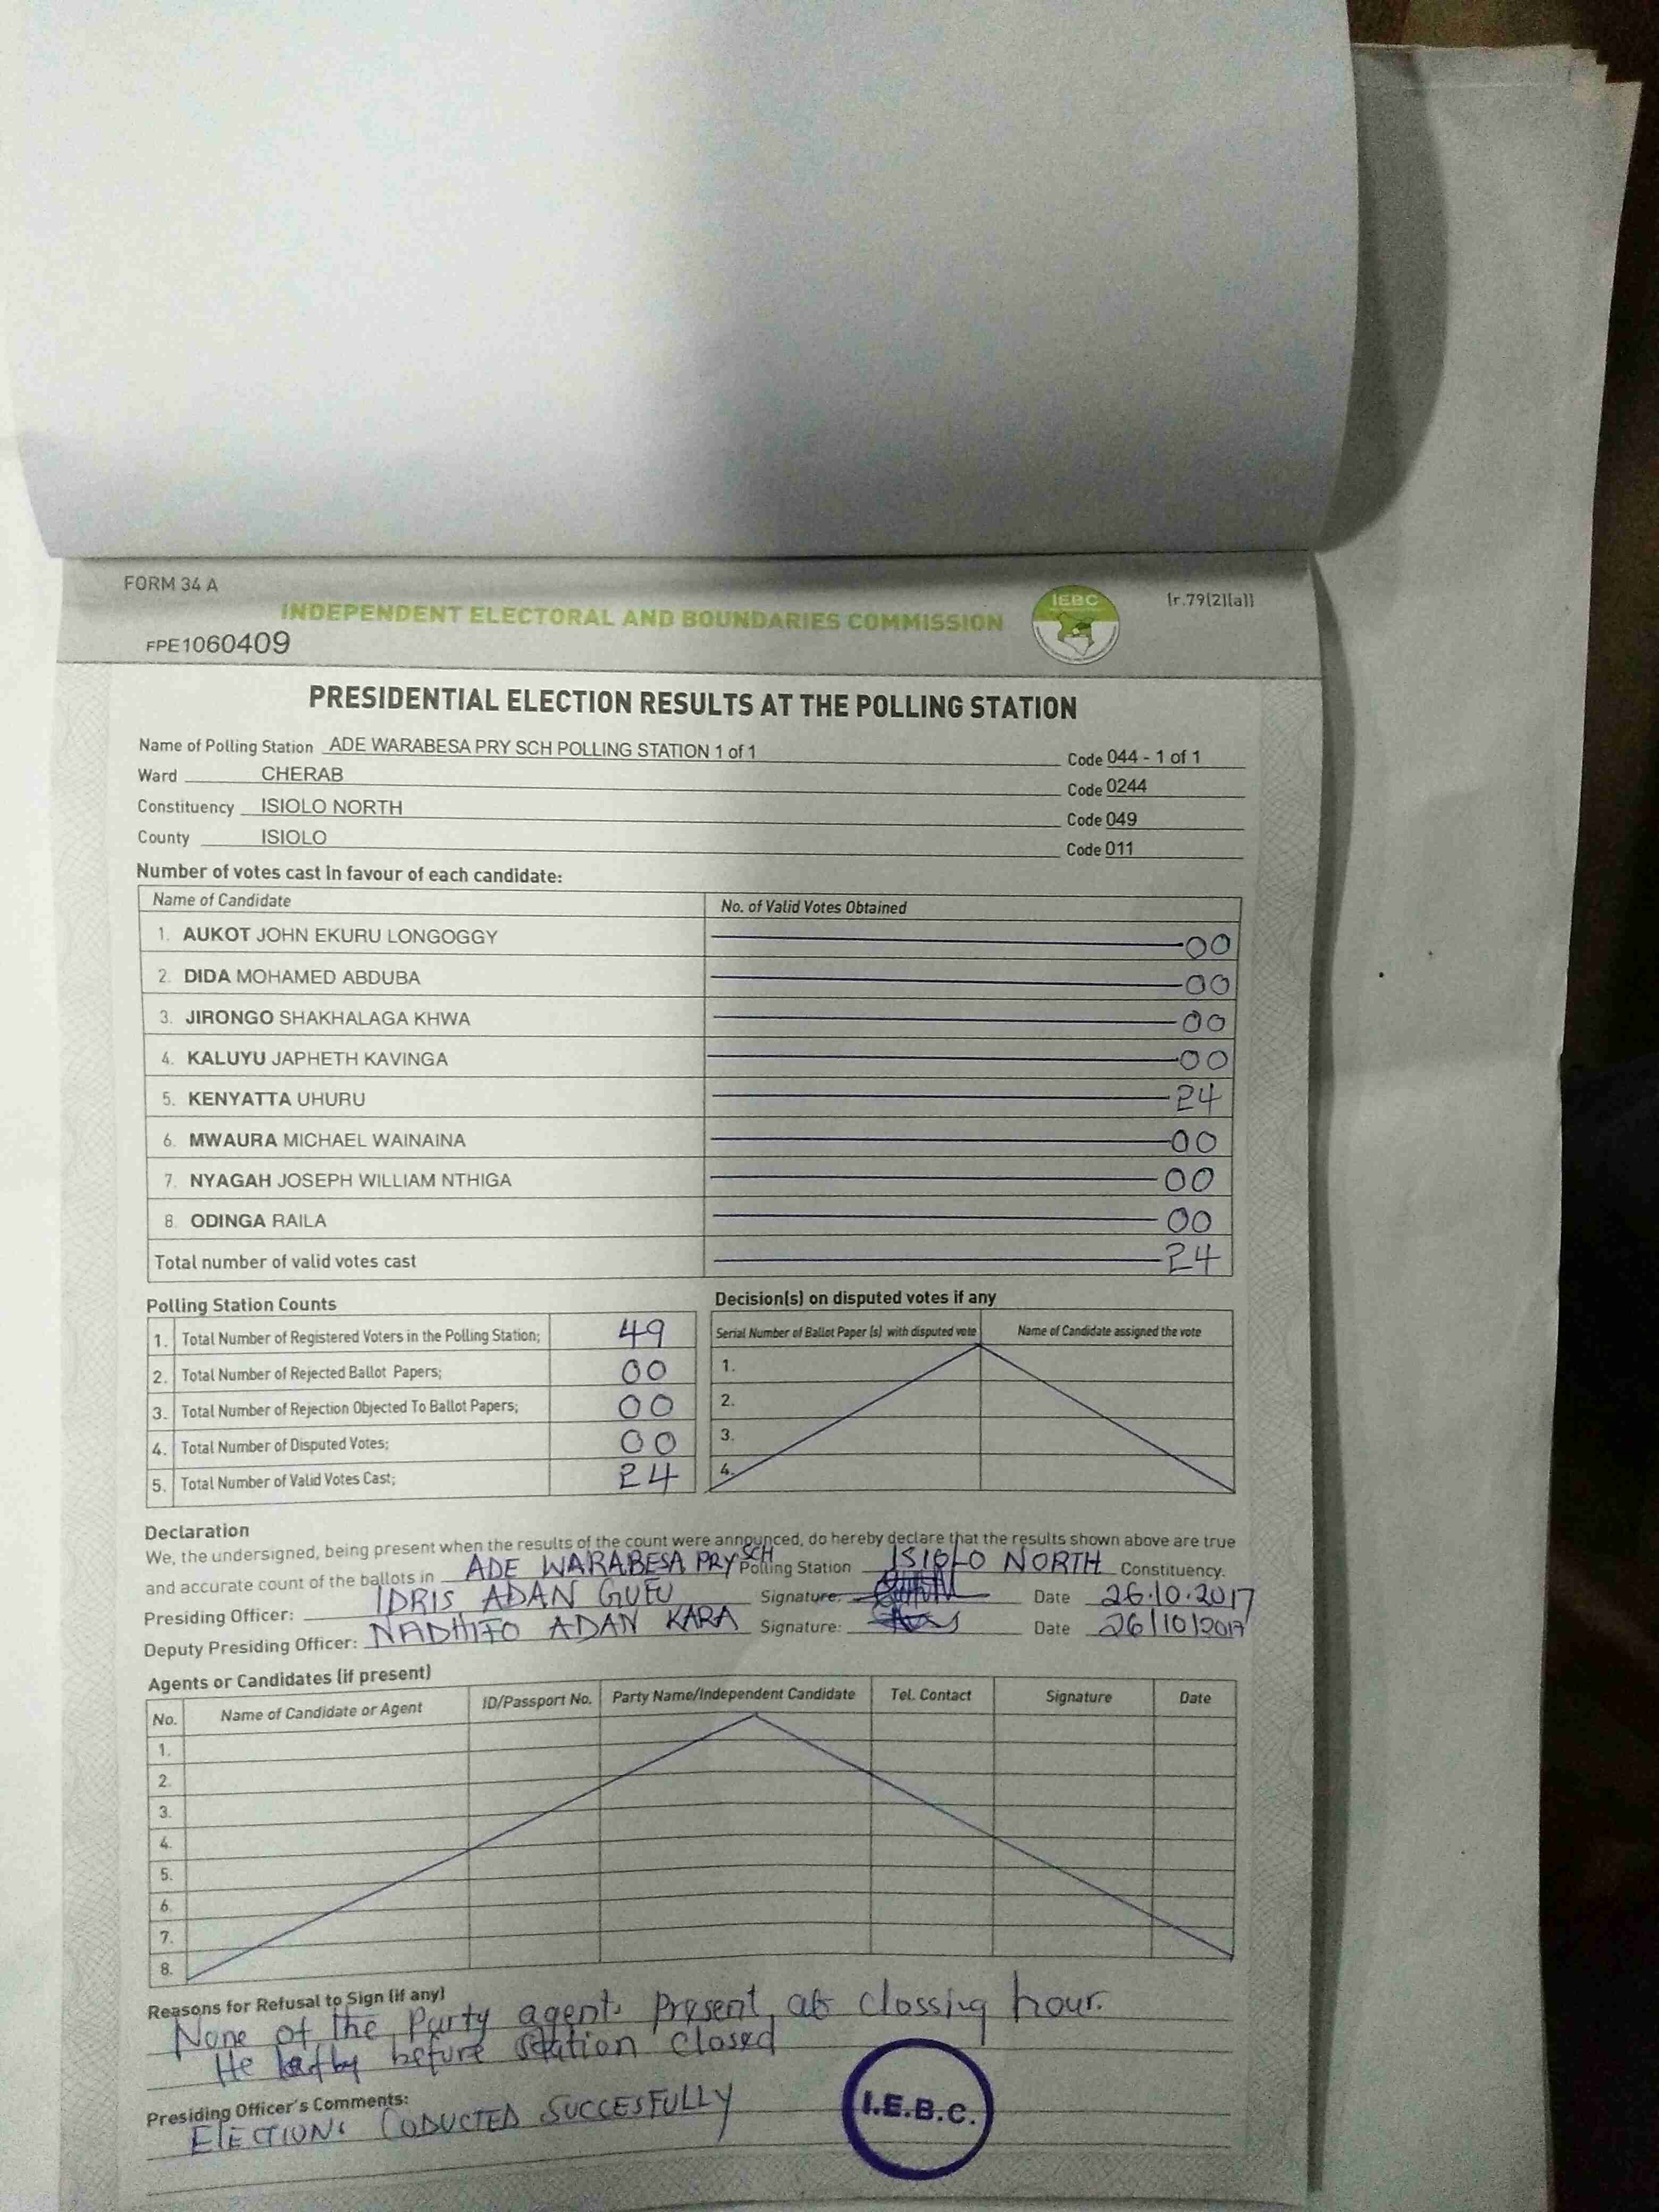 FORM 34 A
INDEPENDENT ELECTORAL AND BOUNDARIES COMMISSION
IEBC
(r.79(2)(a))
FPE1060409
PRESIDENTIAL ELECTION RESULTS AT THE POLLING STATION
Name of Polling Station ADE WARABESA PRY SCH POLLING STATION 1 of 1 Code 044 - 1 of 1
Ward CHERAB Code 0244
Constituency ISIOLO NORTH Code 049
County ISIOLO Code 011
Number of votes cast in favour of each candidate:
Name of Candidate No. of Valid Votes Obtained
1. AUKOT JOHN EKURU LONGOGGY 00
2. DIDA MOHAMED ABDUBA 00
3. JIRONGO SHAKHALAGA KHWA 00
4. KALUYU JAPHETH KAVINGA 00
5. KENYATTA UHURU 24
6. MWAURA MICHAEL WAINAINA 00
7. NYAGAH JOSEPH WILLIAM NTHIGA 00
8. ODINGA RAILA 00
Total number of valid votes cast 24
Polling Station Counts
1. Total Number of Registered Voters in the Polling Station; 49
2. Total Number of Rejected Ballot Papers; 00
3. Total Number of Rejection Objected To Ballot Papers; 00
4. Total Number of Disputed Votes; 00
5. Total Number of Valid Votes Cast; 24
Decision(s) on disputed votes if any
Serial Number of Ballot Paper (s) with disputed vote Name of Candidate assigned the vote
1.
2.
3.
4.
Declaration
We, the undersigned, being present when the results of the count were announced, do hereby declare that the results shown above are true
and accurate count of the ballots in ADE WARABESA PRY SCH Polling Station ISIOLO NORTH Constituency.
Presiding Officer: IDRIS ADAN GUFU Signature: Date 26.10.2017
Deputy Presiding Officer: NADHIFO ADAN KARA Signature: Date 26/10/2017
Agents or Candidates (if present)
No. Name of Candidate or Agent ID/Passport No. Party Name/Independent Candidate Tel. Contact Signature Date
1.
2.
3.
4.
5.
6.
7.
8.
Reasons for Refusal to Sign (if any)
None of the Party agents Present at clossing hour.
He before station closed
Presiding Officer's Comments:
ELECTIONS CODUCTED SUCCESFULLY
I.E.B.C.